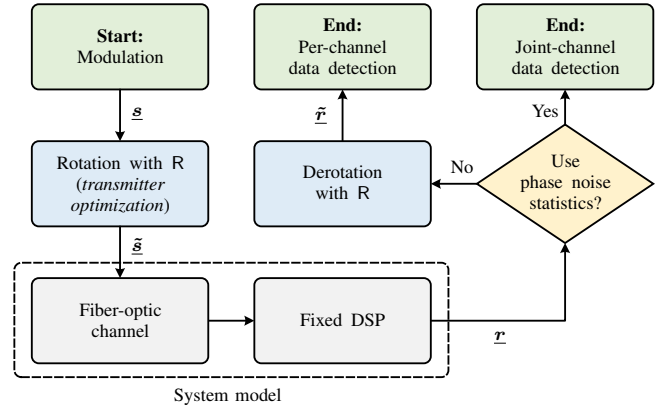 Start:
Modulation
End:
Per-channel
data detection
End:
Joint-channel
data detection
s
r̃
Yes
Rotation with R
(transmitter
optimization)
Derotation
with R
No
Use
phase noise
statistics?
s̃
Fiber-optic
channel
Fixed DSP
r
System model